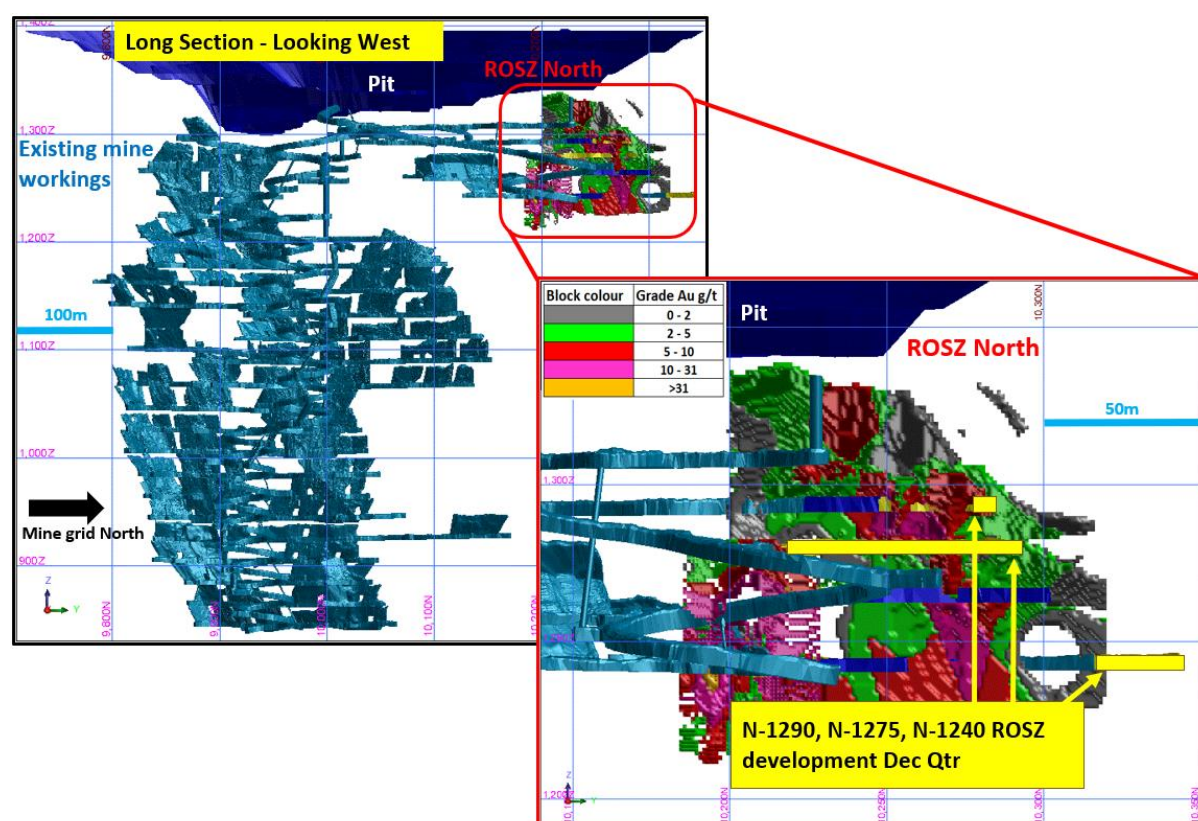 1,400Z
Long Section - Looking West
Pit
ROSZ North
1,300Z
Existing mine
workings
1,200Z
100m
1,100Z
1,000Z
Mine grid North
900Z
Z
Y
9,600N
10,100N
Block colour Grade Au g/t
0 - 2
2 - 5
5 - 10
10 - 31
>31
Pit
10,300N
ROSZ North
50m
1,300Z
N-1290, N-1275, N-1240 ROSZ
development Dec Qtr
Z
Y
1,200Z
10,200N
10,250N
10,300N
10,350N